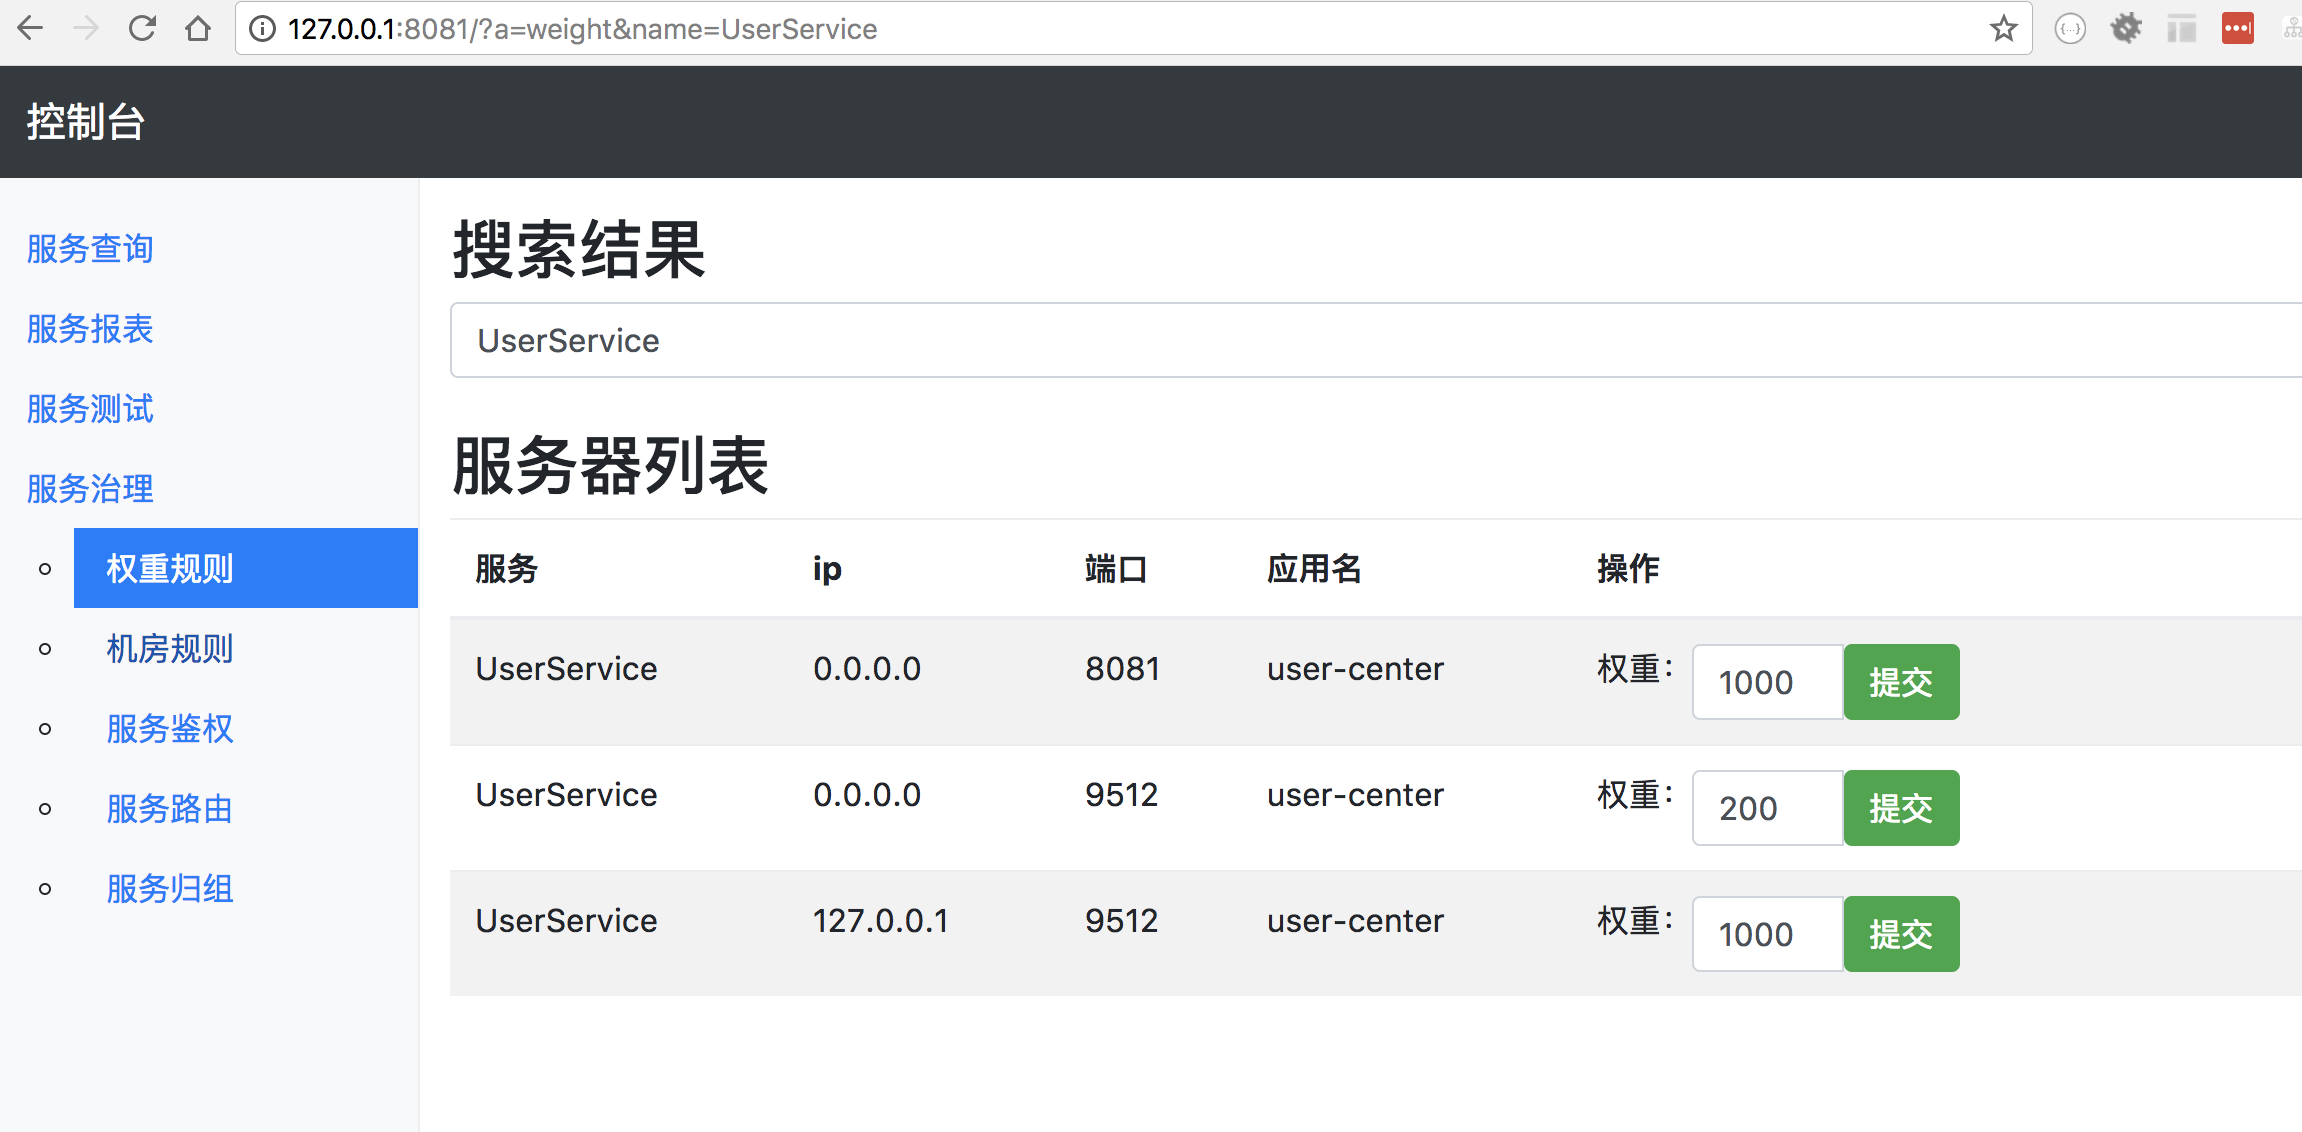 127.0.0.1:8081/?a=weight&name=UserService
控制台
服务查询
服务报表
服务测试
服务治理
权重规则
机房规则
服务鉴权
服务路由
服务归组
搜索结果
UserService
服务器列表
服务 ip 端口 应用名 操作
UserService 0.0.0.0 8081 user-center 权重： 1000 提交
UserService 0.0.0.0 9512 user-center 权重： 200 提交
UserService 127.0.0.1 9512 user-center 权重： 1000 提交